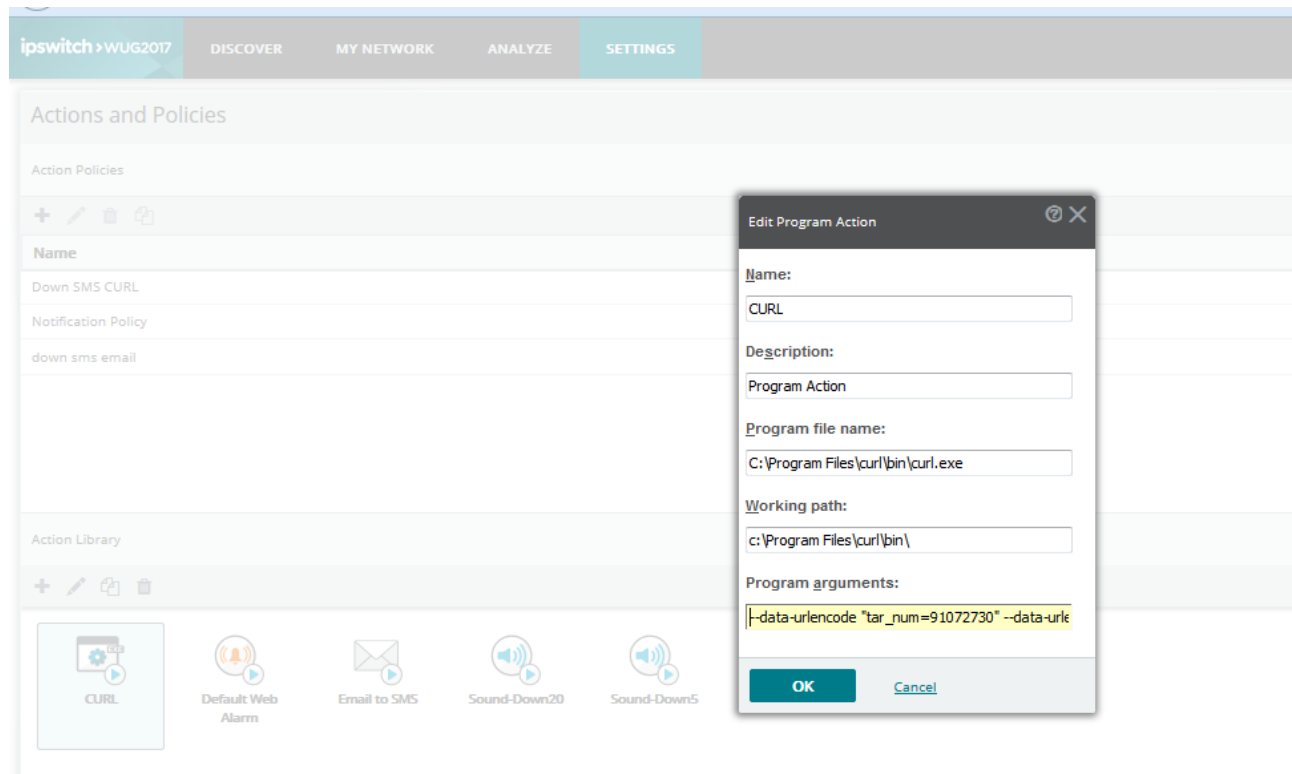 ipswitch > WUG2017 DISCOVER MY NETWORK ANALYZE SETTINGS
Actions and Policies
Action Policies
Name
Down SMS CURL
Notification Policy
down sms email
Action Library
CURL
Default Web
Alarm
Email to SMS
Sound-Down20
Sound-Down5
Edit Program Action
Name:
CURL
Description:
Program Action
Program file name:
C:\Program Files\curl\bin\curl.exe
Working path:
c:\Program Files\curl\bin\
Program arguments:
--data-urlencode "tar_num=91072730" --data-urle
OK Cancel